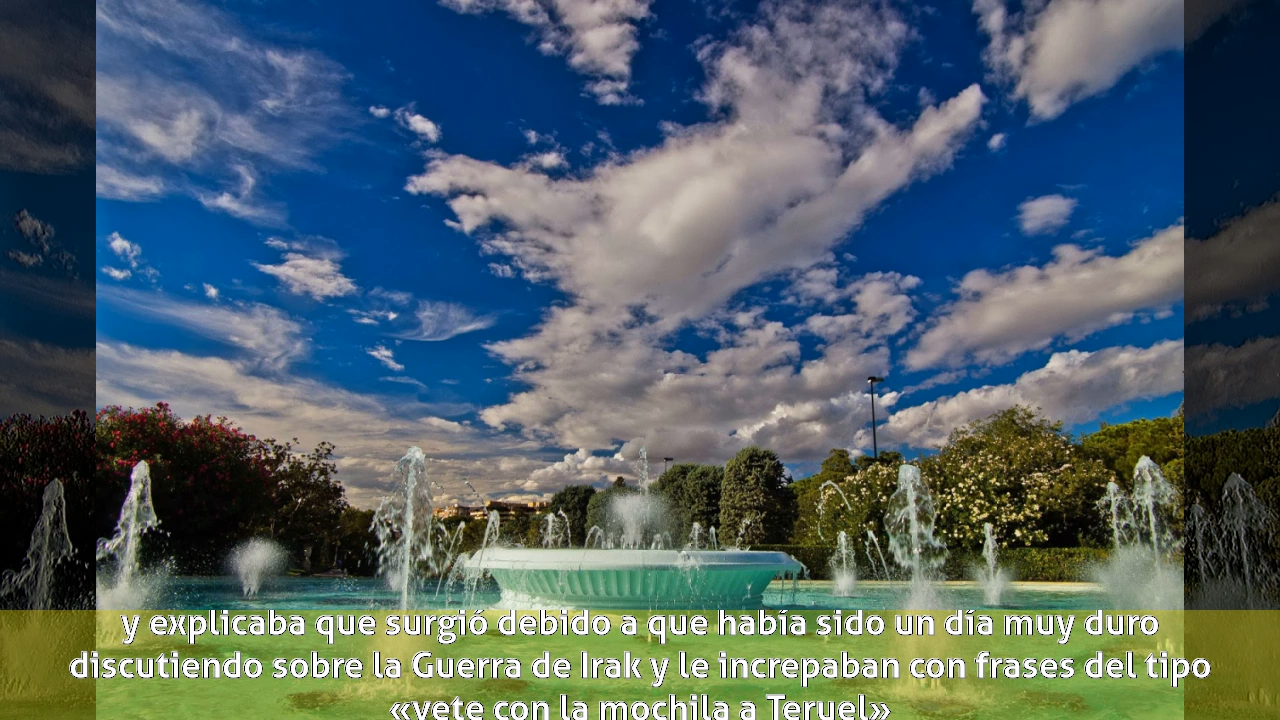 y explicaba que surgió debido a que había sido un día muy duro
discutiendo sobre la Guerra de Irak y le increpaban con frases del tipo
«vete con la mochila a Teruel»